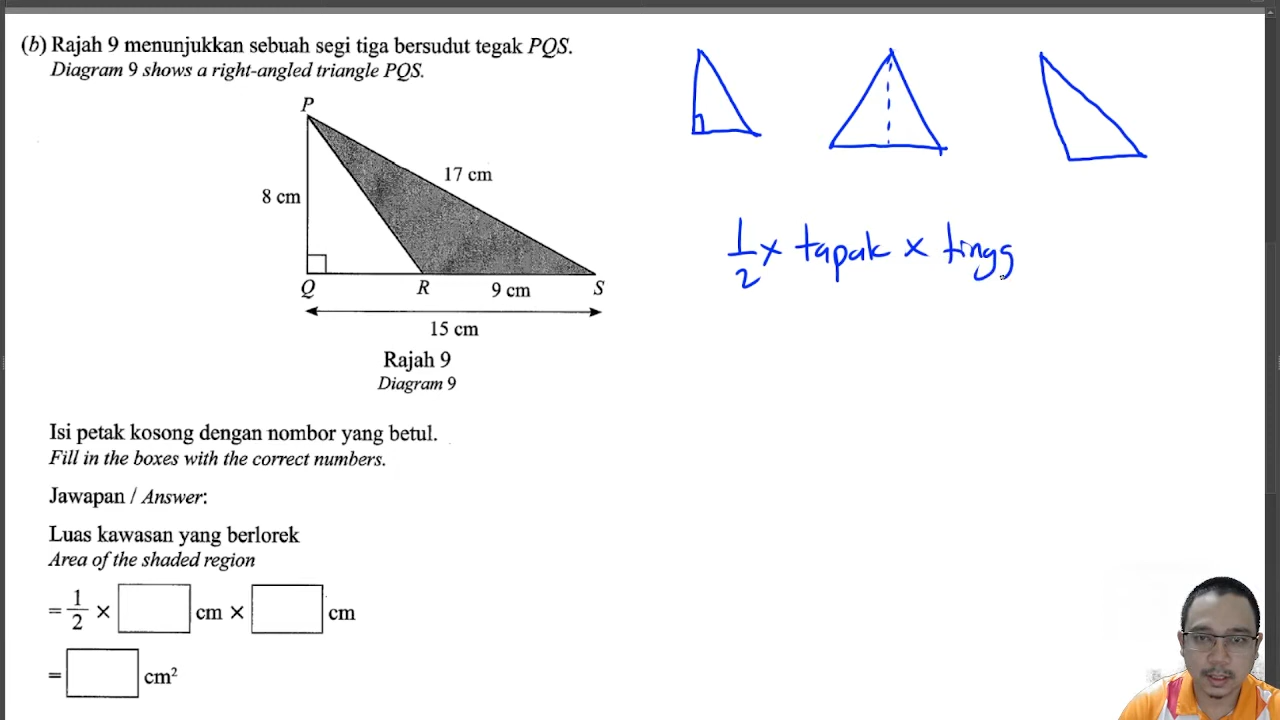 (b) Rajah 9 menunjukkan sebuah segi tiga bersudut tegak PQS.
Diagram 9 shows a right-angled triangle PQS.
P
17 cm
8 cm
Q
R
9 cm
S
15 cm
Rajah 9
Diagram 9
Isi petak kosong dengan nombor yang betul.
Fill in the boxes with the correct numbers.
Jawapan / Answer:
Luas kawasan yang berlorek
Area of the shaded region
= 1/2 × cm × cm
= cm²
1/2 × tapak × tingg